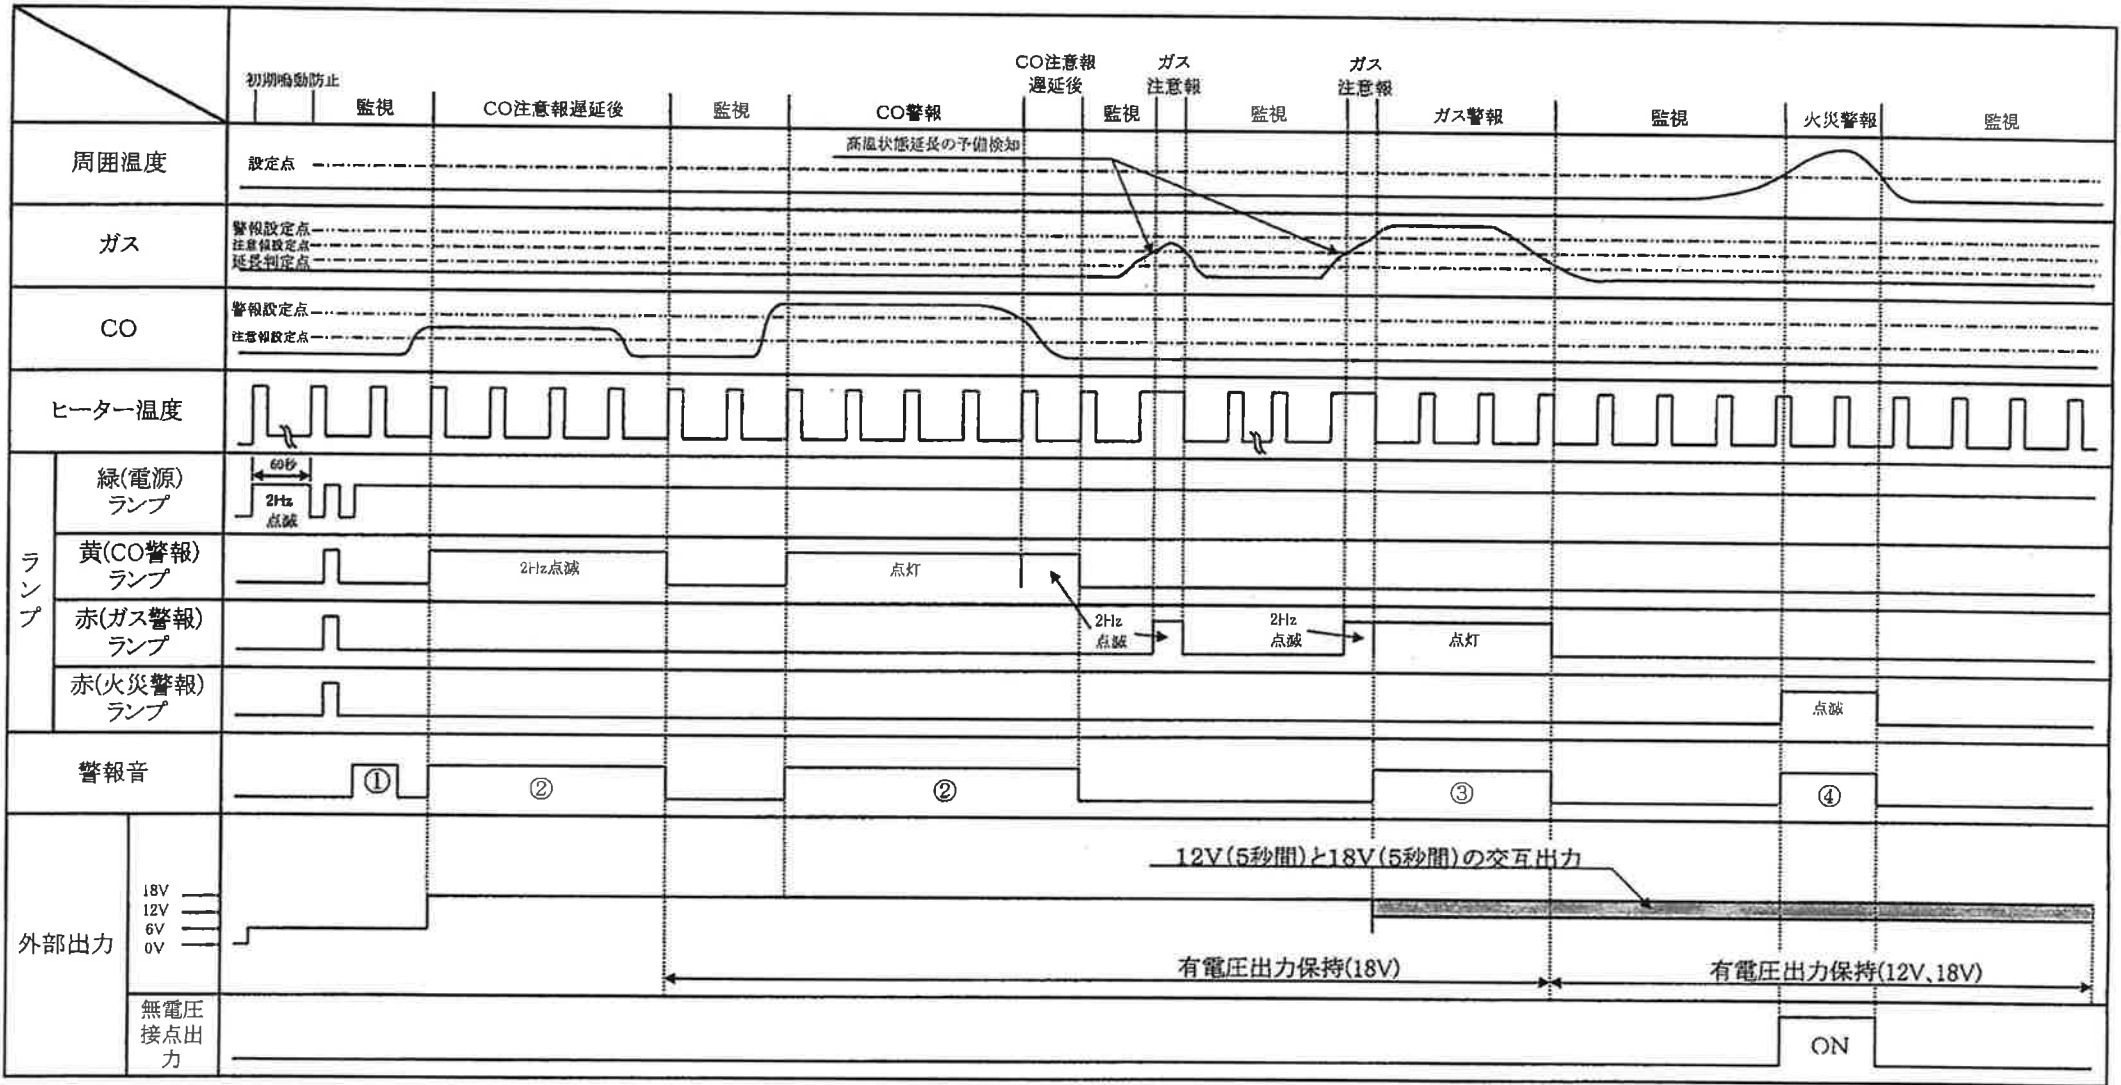 初期鳴動防止
監視
CO注意報遅延後
監視
CO警報
CO注意報
遅延後
監視
ガス
注意報
監視
ガス
注意報
ガス警報
監視
火災警報
監視
周囲温度
設定点
高温状態延長の予備検知
ガス
警報設定点
注意報設定点
延長判定点
CO
警報設定点
注意報設定点
ヒーター温度
ランプ
緑(電源)
ランプ
60秒
2Hz
点滅
黄(CO警報)
ランプ
2Hz点滅
点灯
赤(ガス警報)
ランプ
2Hz
点滅
2Hz
点滅
点灯
赤(火災警報)
ランプ
点滅
警報音
①
②
②
③
④
外部出力
18V
12V
6V
0V
12V(5秒間)と18V(5秒間)の交互出力
有電圧出力保持(18V)
有電圧出力保持(12V、18V)
無電圧
接点出
力
ON